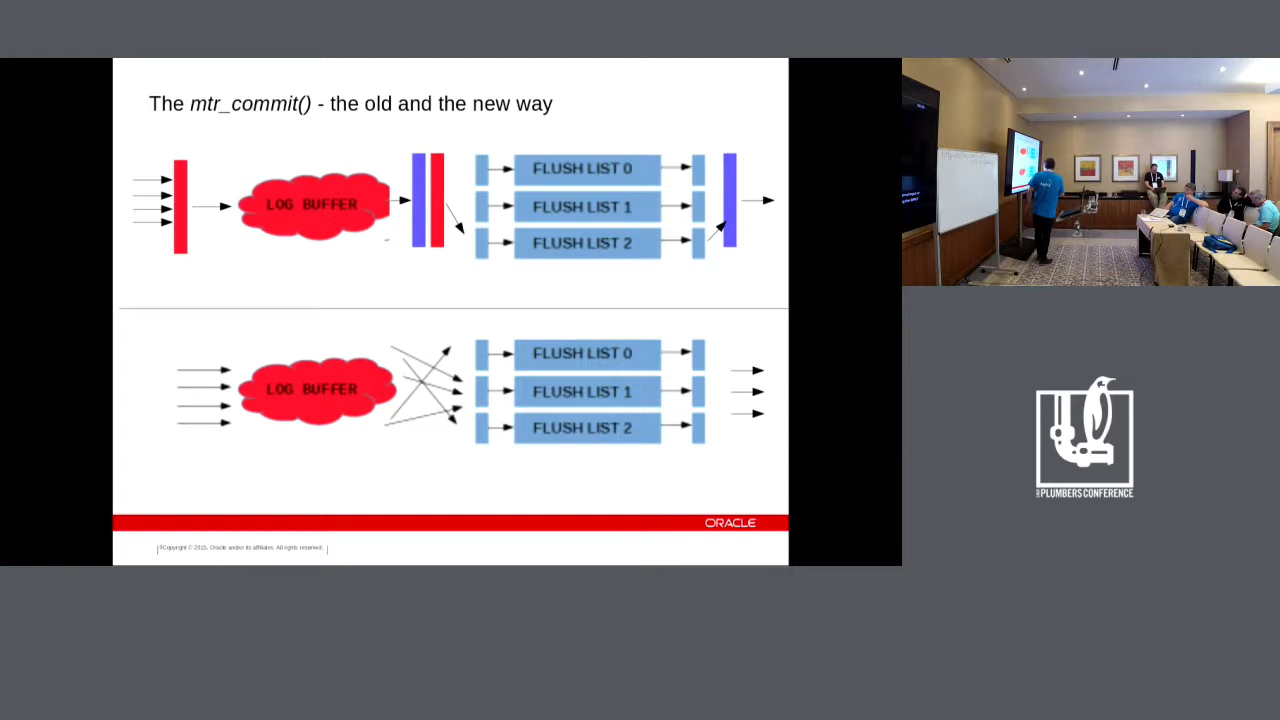 The mtr_commit() - the old and the new way
LOG BUFFER
FLUSH LIST 0
FLUSH LIST 1
FLUSH LIST 2
LOG BUFFER
FLUSH LIST 0
FLUSH LIST 1
FLUSH LIST 2
ORACLE
Copyright © 2015, Oracle and/or its affiliates. All rights reserved.
PLUMBERS CONFERENCE